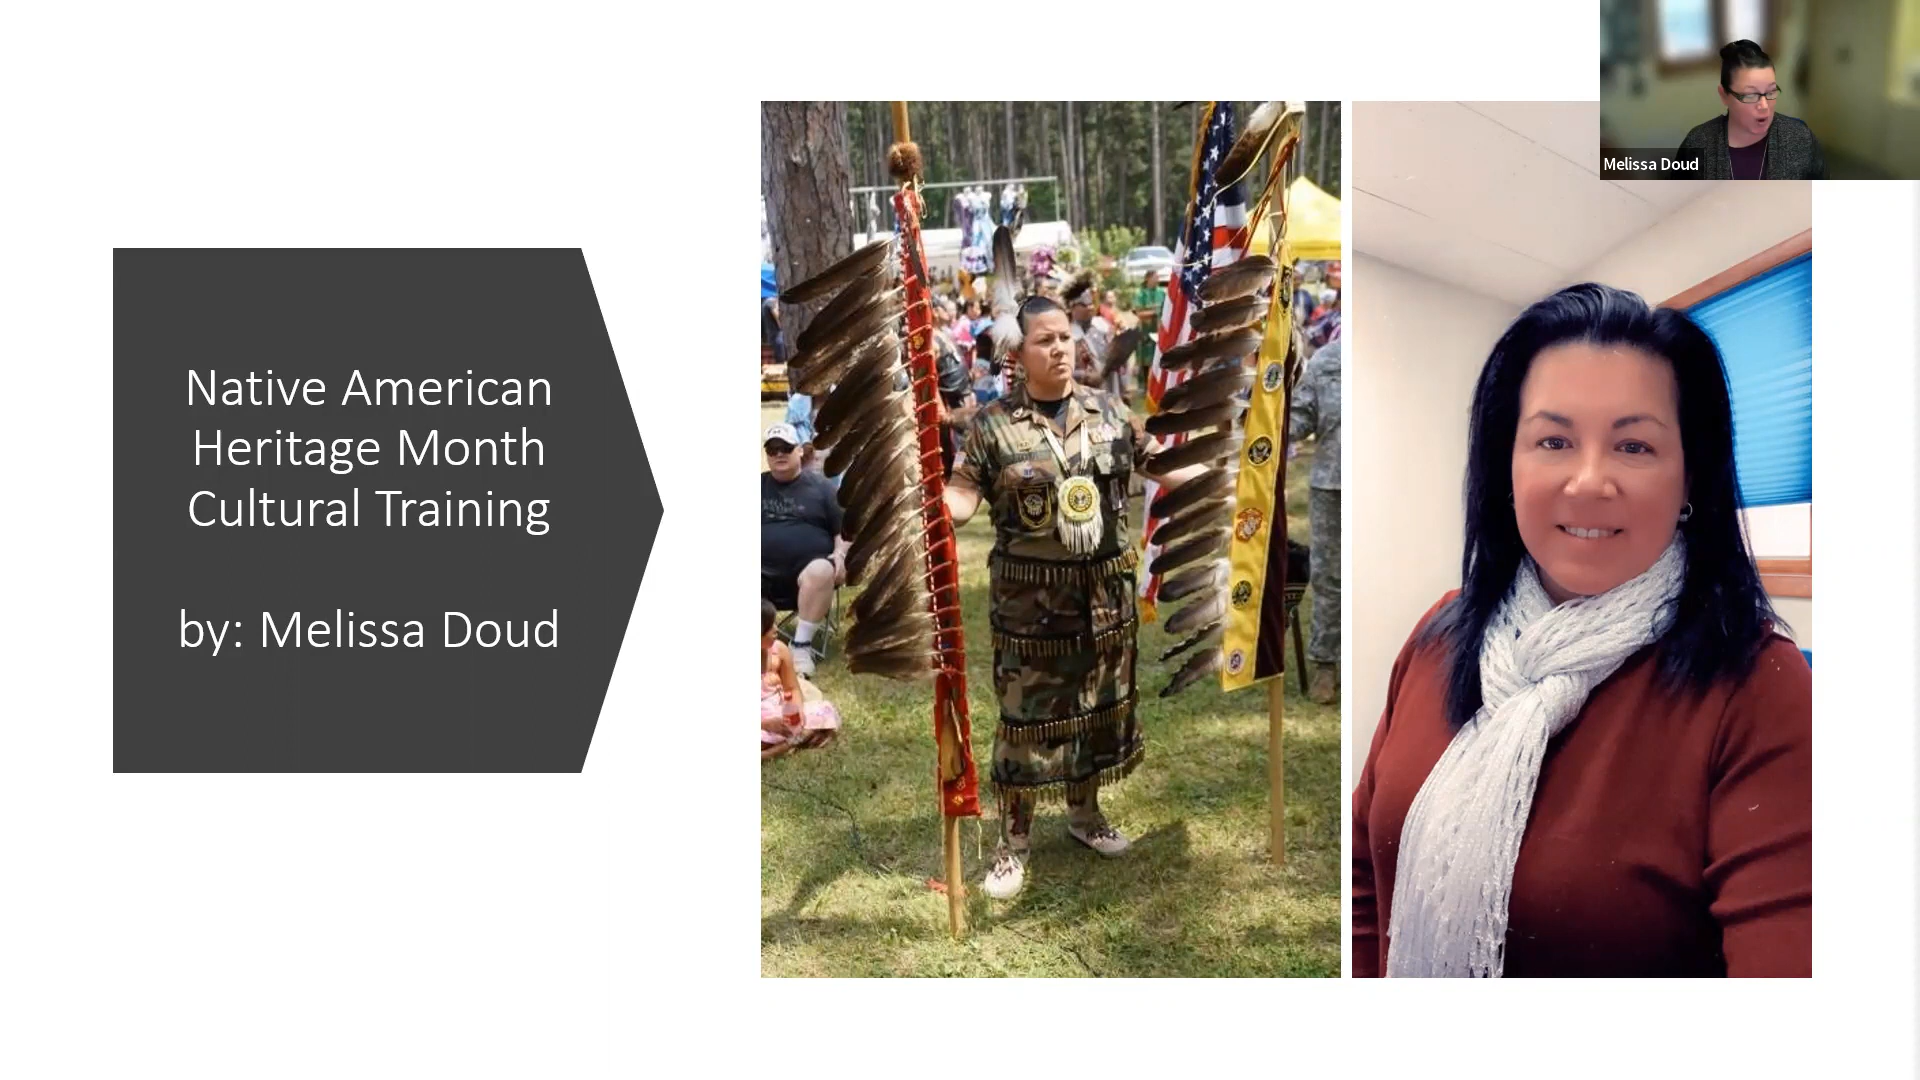 Native American
Heritage Month
Cultural Training
by: Melissa Doud
Melissa Doud